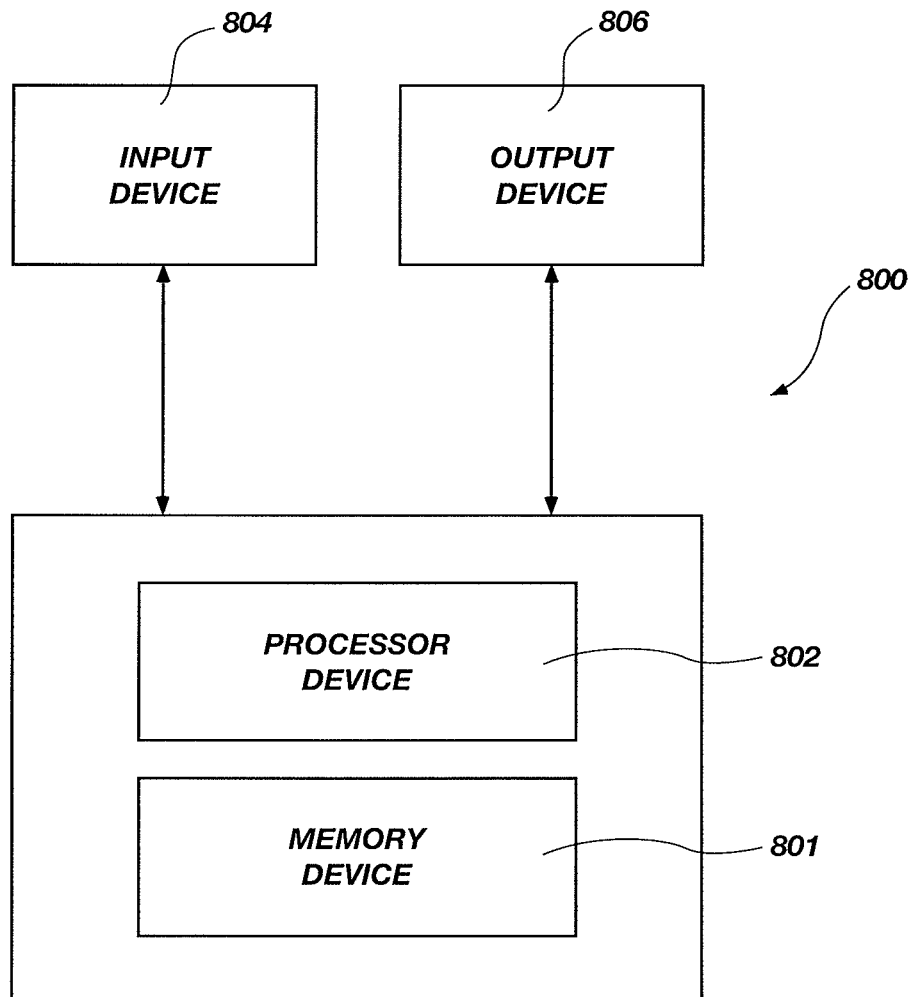 804
806
INPUT
DEVICE
OUTPUT
DEVICE
800
PROCESSOR
DEVICE
802
MEMORY
DEVICE
801